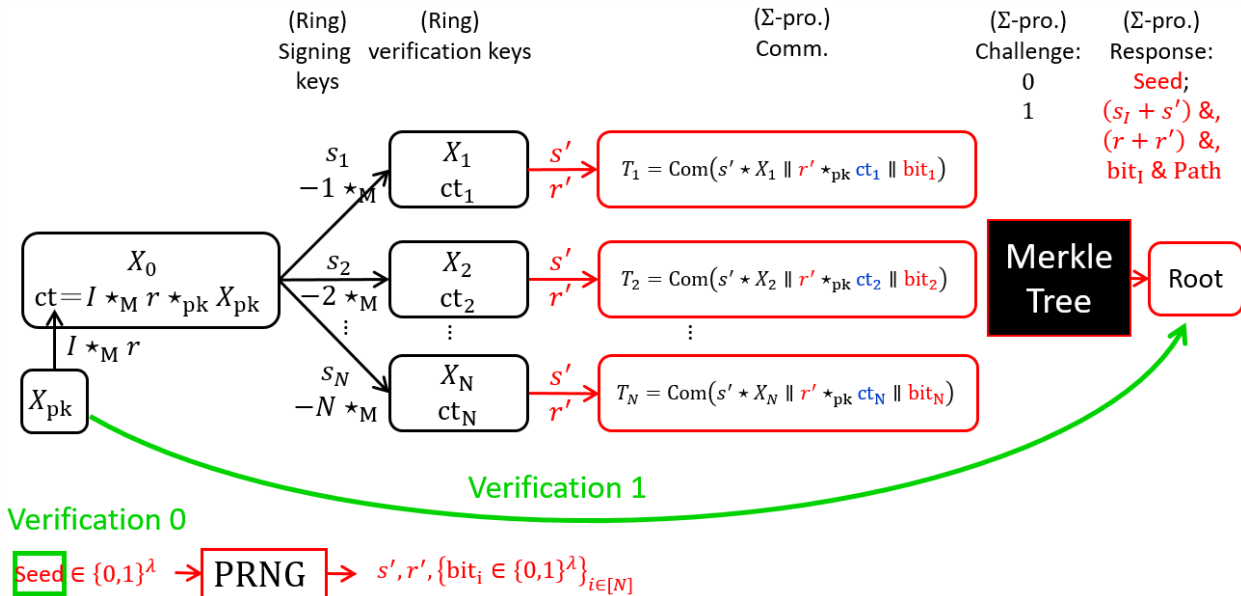 (Ring)
Signing
keys
(Ring)
verification keys
(Σ-pro.)
Comm.
(Σ-pro.)
Challenge:
0
1
(Σ-pro.)
Response:
Seed;
(s_I + s′) &,
(r + r′) &,
bit_I & Path
X_0
ct=I ⋆_M r ⋆_pk X_pk
I ⋆_M r
X_pk
s_1
−1 ⋆_M
X_1
ct_1
s′
r′
T_1 = Com(s′ ⋆ X_1 ∥ r′ ⋆_pk ct_1 ∥ bit_1)
s_2
−2 ⋆_M
X_2
ct_2
s′
r′
T_2 = Com(s′ ⋆ X_2 ∥ r′ ⋆_pk ct_2 ∥ bit_2)
⋮
⋮
⋮
s_N
−N ⋆_M
X_N
ct_N
s′
r′
T_N = Com(s′ ⋆ X_N ∥ r′ ⋆_pk ct_N ∥ bit_N)
Merkle
Tree
Root
Verification 1
Verification 0
Seed ∈ {0,1}^λ
PRNG
s′, r′, {bit_i ∈ {0,1}^λ}_{i∈[N]}